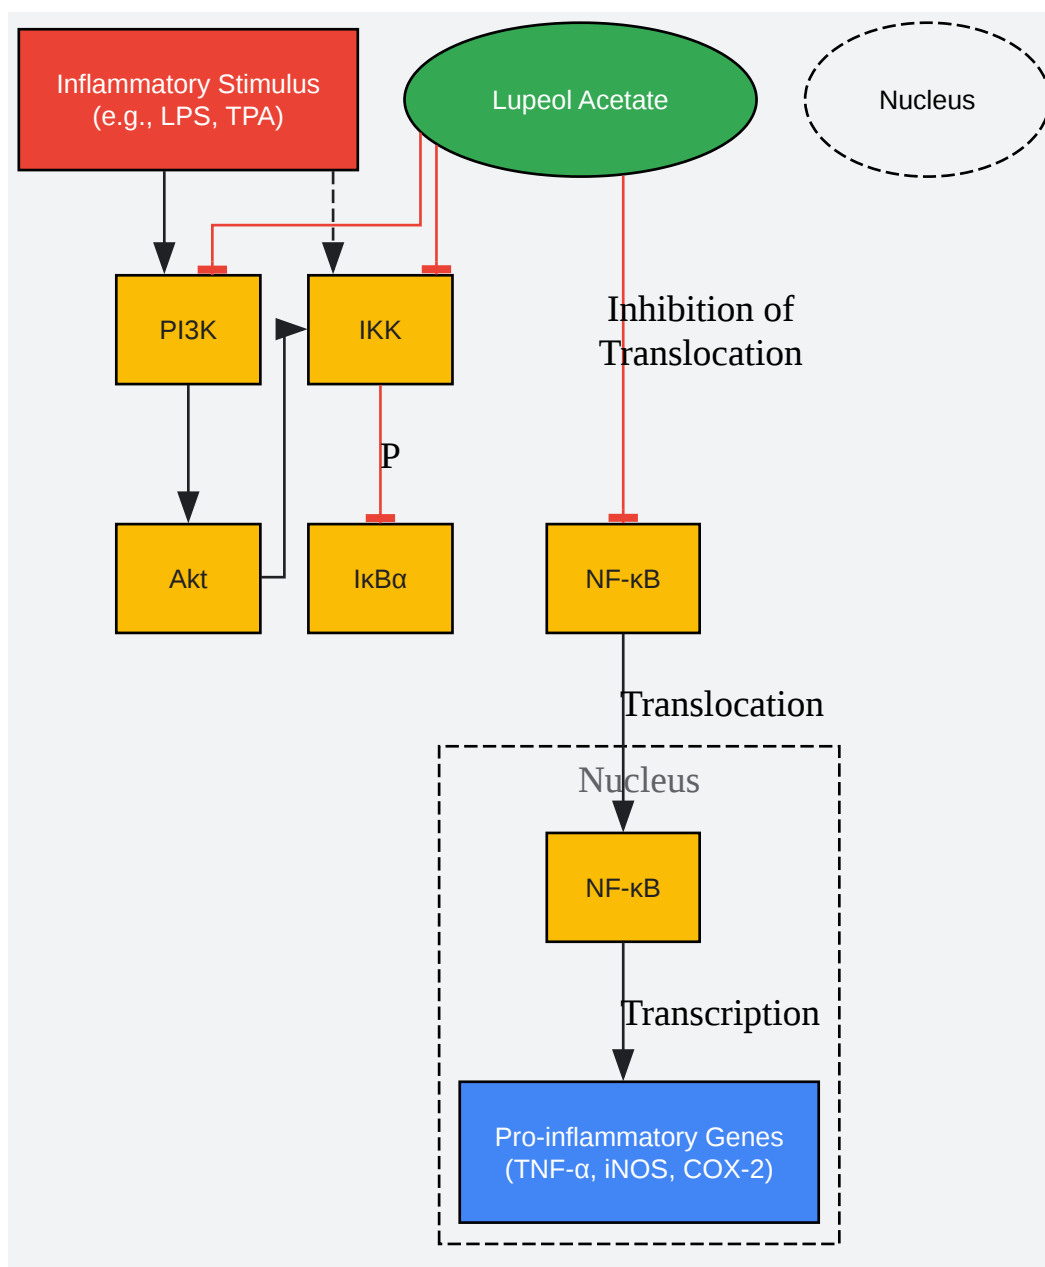 Inflammatory Stimulus
(e.g., LPS, TPA)
Lupeol Acetate
Nucleus
PI3K
IKK
Inhibition of
Translocation
P
Akt
IκBα
NF-κB
Translocation
Nucleus
NF-κB
Transcription
Pro-inflammatory Genes
(TNF-α, iNOS, COX-2)